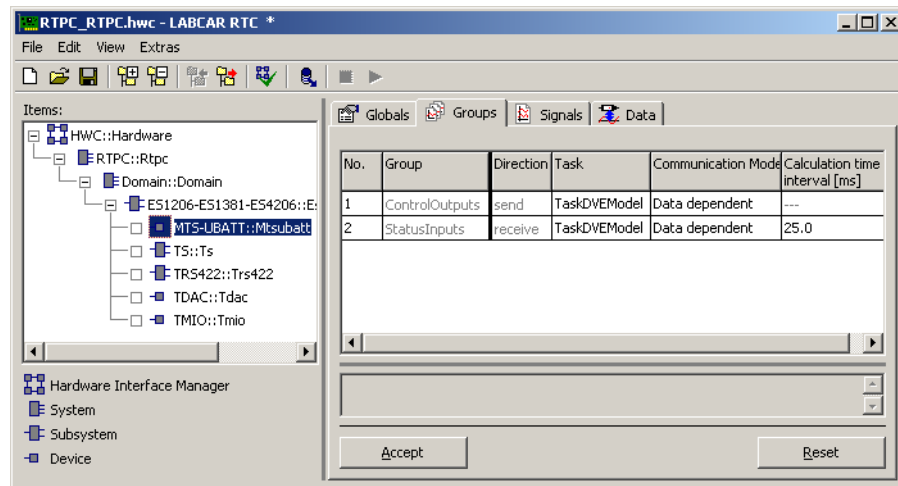 RTPC_RTPC.hwc - LABCAR RTC *
File Edit View Extras
Items:
HWC::Hardware
RTPC::Rtpc
Domain::Domain
ES1206-ES1381-ES4206::E
MTS-UBATT::Mtsubatt
TS::Ts
TRS422::Trs422
TDAC::Tdac
TMIO::Tmio
Hardware Interface Manager
System
Subsystem
Device
Globals Groups Signals Data
No. Group Direction Task Communication Mode Calculation time
interval [ms]
1 ControlOutputs send TaskDVEModel Data dependent ---
2 StatusInputs receive TaskDVEModel Data dependent 25.0
Accept Reset